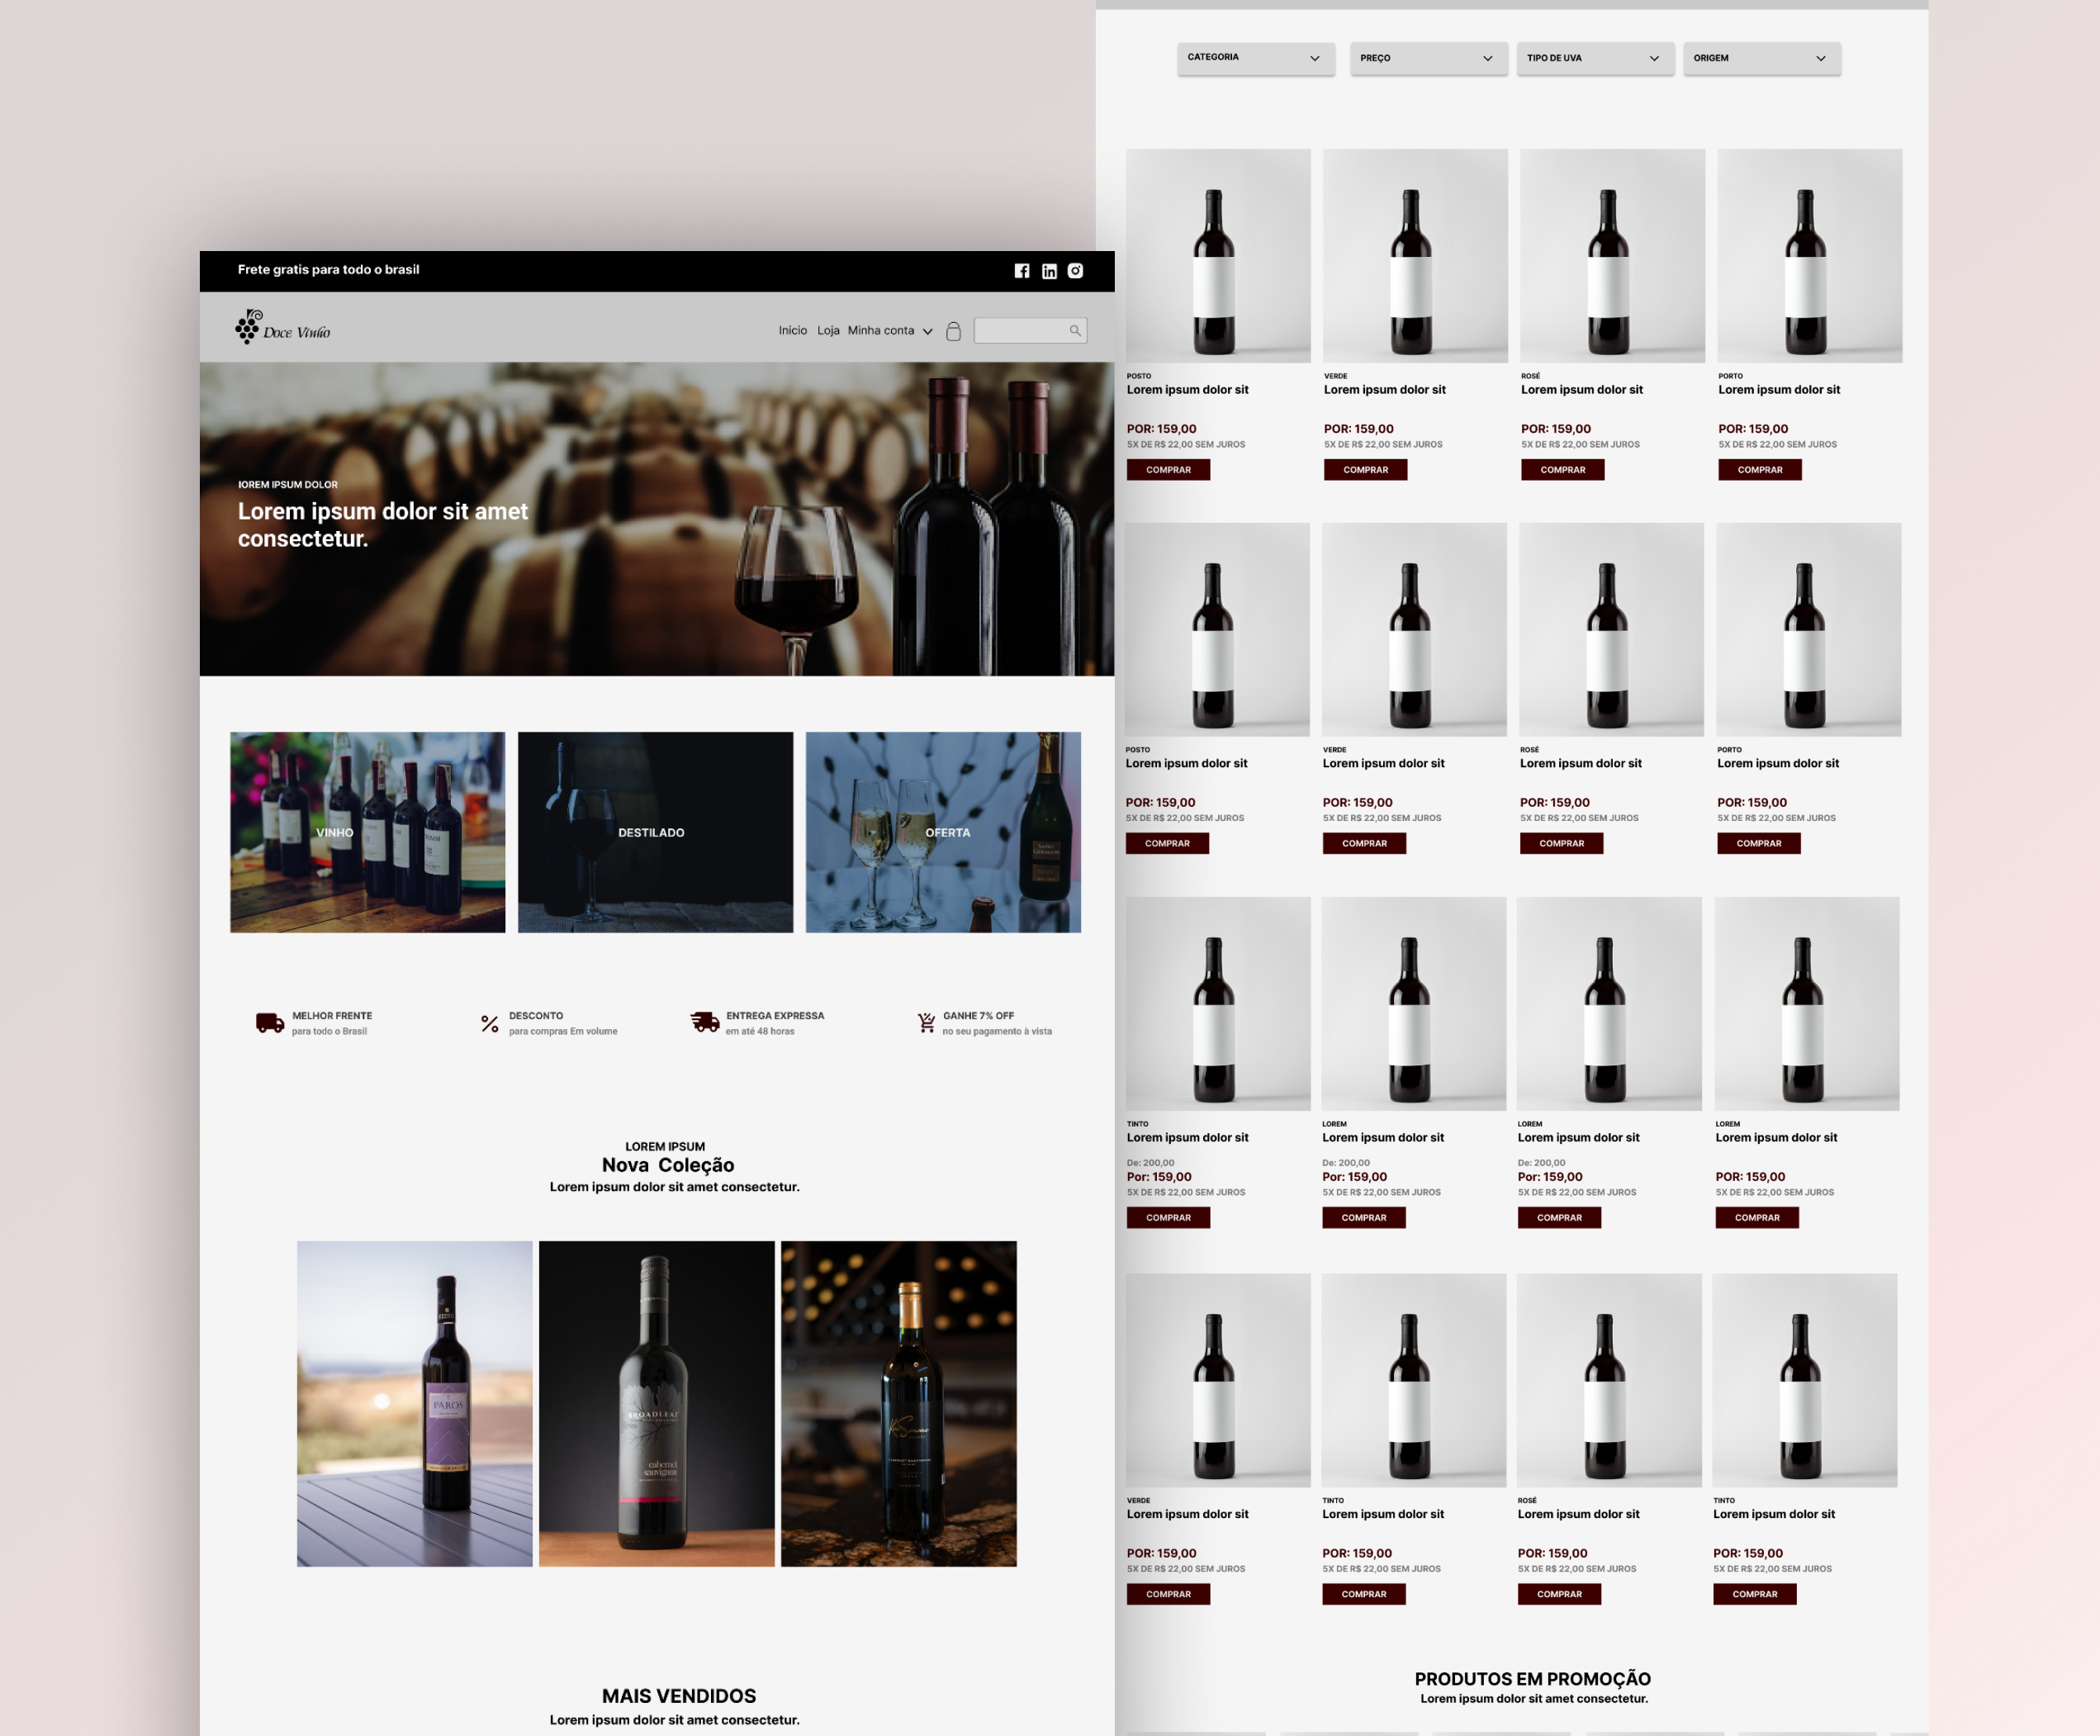 Frete gratis para todo o brasil
Doce Vinho
Inicio Loja Minha conta
lOREM IPSUM DOLOR
Lorem ipsum dolor sit amet
consectetur.
VINHO DESTILADO OFERTA
MELHOR FRENTE
para todo o Brasil
DESCONTO
para compras Em volume
ENTREGA EXPRESSA
em até 48 horas
GANHE 7% OFF
no seu pagamento à vista
LOREM IPSUM
Nova Coleção
Lorem ipsum dolor sit amet consectetur.
PAROS
BROADLEAF
cabernet
sauvignon
MAIS VENDIDOS
Lorem ipsum dolor sit amet consectetur.
CATEGORIA PREÇO TIPO DE UVA ORIGEM
POSTO VERDE ROSÉ PORTO
Lorem ipsum dolor sit Lorem ipsum dolor sit Lorem ipsum dolor sit Lorem ipsum dolor sit
POR: 159,00 POR: 159,00 POR: 159,00 POR: 159,00
5X DE R$ 22,00 SEM JUROS 5X DE R$ 22,00 SEM JUROS 5X DE R$ 22,00 SEM JUROS 5X DE R$ 22,00 SEM JUROS
COMPRAR COMPRAR COMPRAR COMPRAR
POSTO VERDE ROSÉ PORTO
Lorem ipsum dolor sit Lorem ipsum dolor sit Lorem ipsum dolor sit Lorem ipsum dolor sit
POR: 159,00 POR: 159,00 POR: 159,00 POR: 159,00
5X DE R$ 22,00 SEM JUROS 5X DE R$ 22,00 SEM JUROS 5X DE R$ 22,00 SEM JUROS 5X DE R$ 22,00 SEM JUROS
COMPRAR COMPRAR COMPRAR COMPRAR
TINTO LOREM LOREM LOREM
Lorem ipsum dolor sit Lorem ipsum dolor sit Lorem ipsum dolor sit Lorem ipsum dolor sit
De: 200,00 De: 200,00 De: 200,00
Por: 159,00 Por: 159,00 Por: 159,00 POR: 159,00
5X DE R$ 22,00 SEM JUROS 5X DE R$ 22,00 SEM JUROS 5X DE R$ 22,00 SEM JUROS 5X DE R$ 22,00 SEM JUROS
COMPRAR COMPRAR COMPRAR COMPRAR
VERDE TINTO ROSÉ TINTO
Lorem ipsum dolor sit Lorem ipsum dolor sit Lorem ipsum dolor sit Lorem ipsum dolor sit
POR: 159,00 POR: 159,00 POR: 159,00 POR: 159,00
5X DE R$ 22,00 SEM JUROS 5X DE R$ 22,00 SEM JUROS 5X DE R$ 22,00 SEM JUROS 5X DE R$ 22,00 SEM JUROS
COMPRAR COMPRAR COMPRAR COMPRAR
PRODUTOS EM PROMOÇÃO
Lorem ipsum dolor sit amet consectetur.